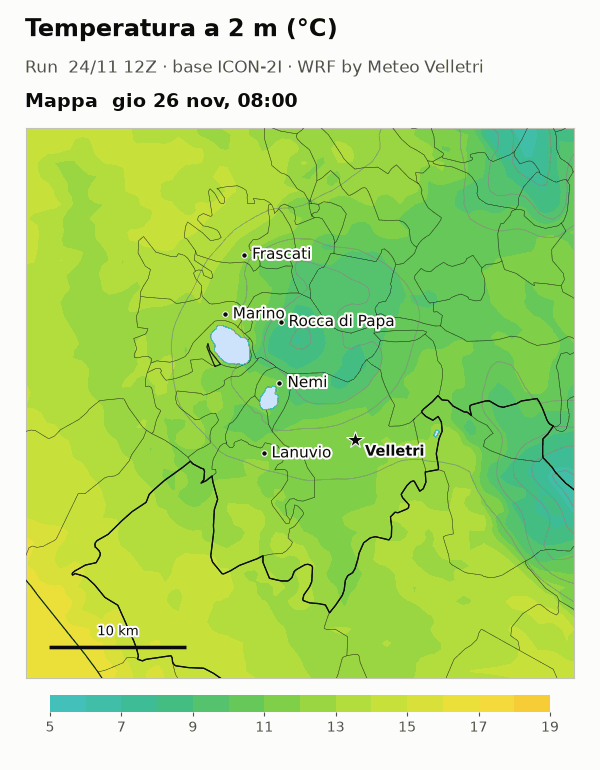 Temperatura a 2 m (°C)
Run  24/11 12Z · base ICON-2I · WRF by Meteo Velletri
Mappa  gio 26 nov, 08:00
Frascati
Marino
Rocca di Papa
Nemi
Velletri
Lanuvio
10 km
5 7 9 11 13 15 17 19